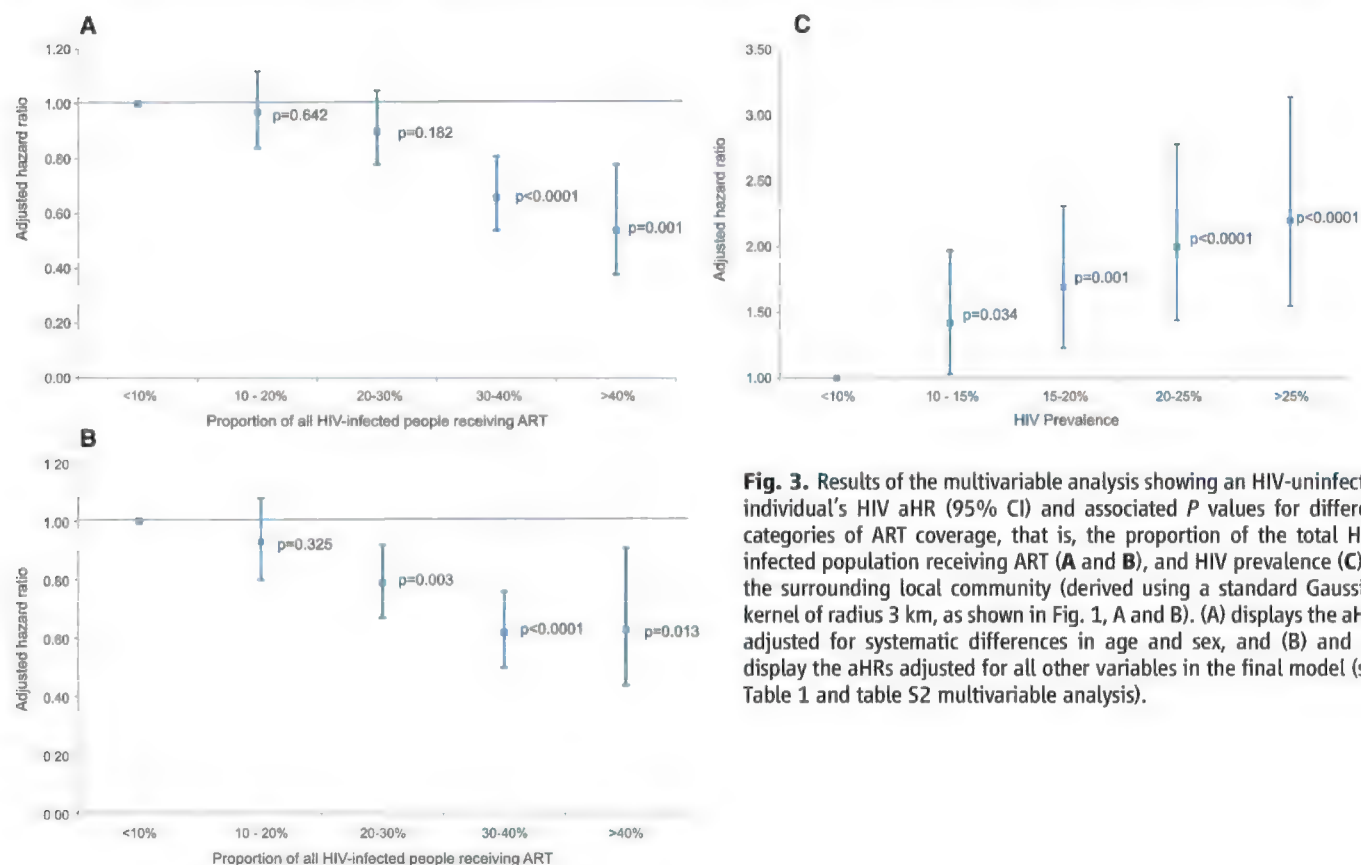 A
1.20
1.00
0.80
0.60
0.40
0.20
0.00
Adjusted hazard ratio
p=0.642
p=0.182
p<0.0001
p=0.001
<10%
10 - 20%
20-30%
30-40%
>40%
Proportion of all HIV-infected people receiving ART
B
1 20
1.00
0.80
0.60
0.40
0 20
0 00
Adjusted hazard ratio
p=0.325
p=0.003
p<0.0001
p=0.013
<10%
10 - 20%
20-30%
30-40%
>40%
Proportion of all HIV-infected people receiving ART
C
3.50
3.00
2.50
2.00
1.50
1.00
Adjusted hazard ratio
p=0.034
p=0.001
p<0.0001
p<0.0001
<10%
10 - 15%
15-20%
20-25%
>25%
HIV Prevalence
Fig. 3. Results of the multivariable analysis showing an HIV-uninfect
individual's HIV aHR (95% CI) and associated P values for differe
categories of ART coverage, that is, the proportion of the total H
infected population receiving ART (A and B), and HIV prevalence (C)
the surrounding local community (derived using a standard Gaussi
kernel of radius 3 km, as shown in Fig. 1, A and B). (A) displays the aH
adjusted for systematic differences in age and sex, and (B) and
display the aHRs adjusted for all other variables in the final model (s
Table 1 and table S2 multivariable analysis).